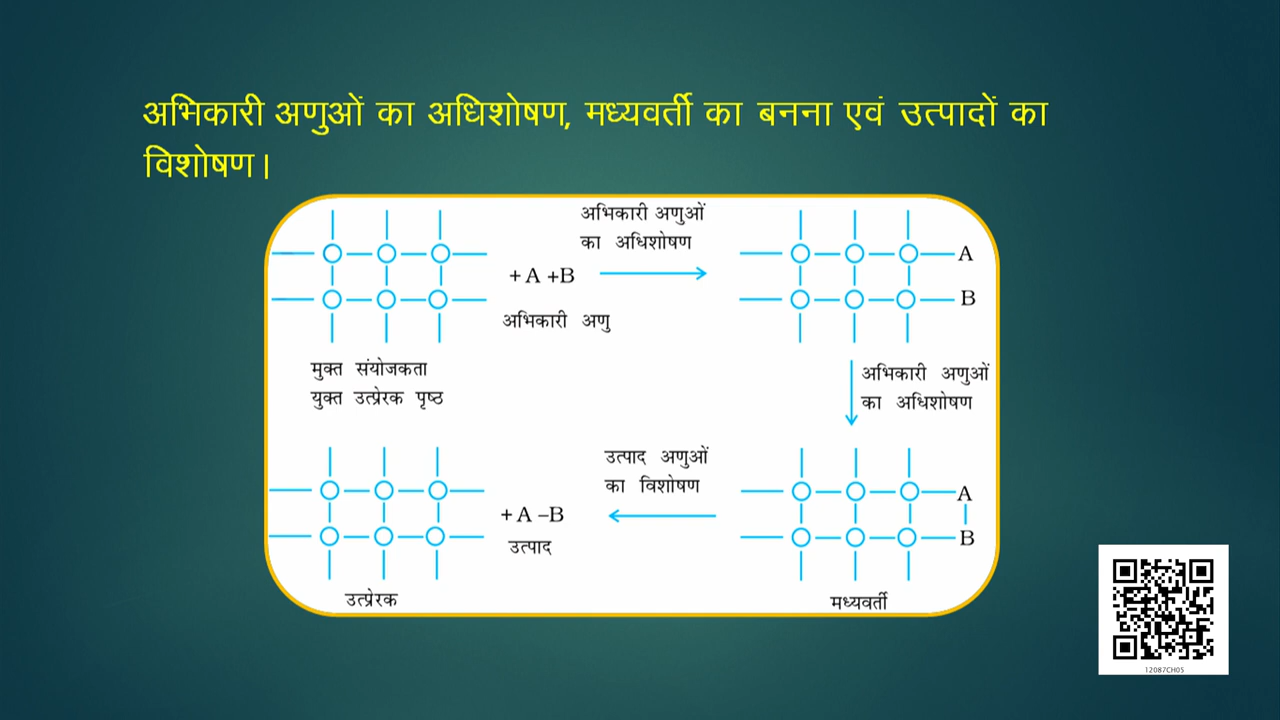 अभिकारी अणुओं का अधिशोषण, मध्यवर्ती का बनना एवं उत्पादों का
विशोषण।
अभिकारी अणुओं
का अधिशोषण
+ A +B
अभिकारी अणु
A
B
मुक्त संयोजकता
युक्त उत्प्रेरक पृष्ठ
अभिकारी अणुओं
का अधिशोषण
उत्पाद अणुओं
का विशोषण
+ A –B
उत्पाद
A
B
उत्प्रेरक
मध्यवर्ती
12087CH05